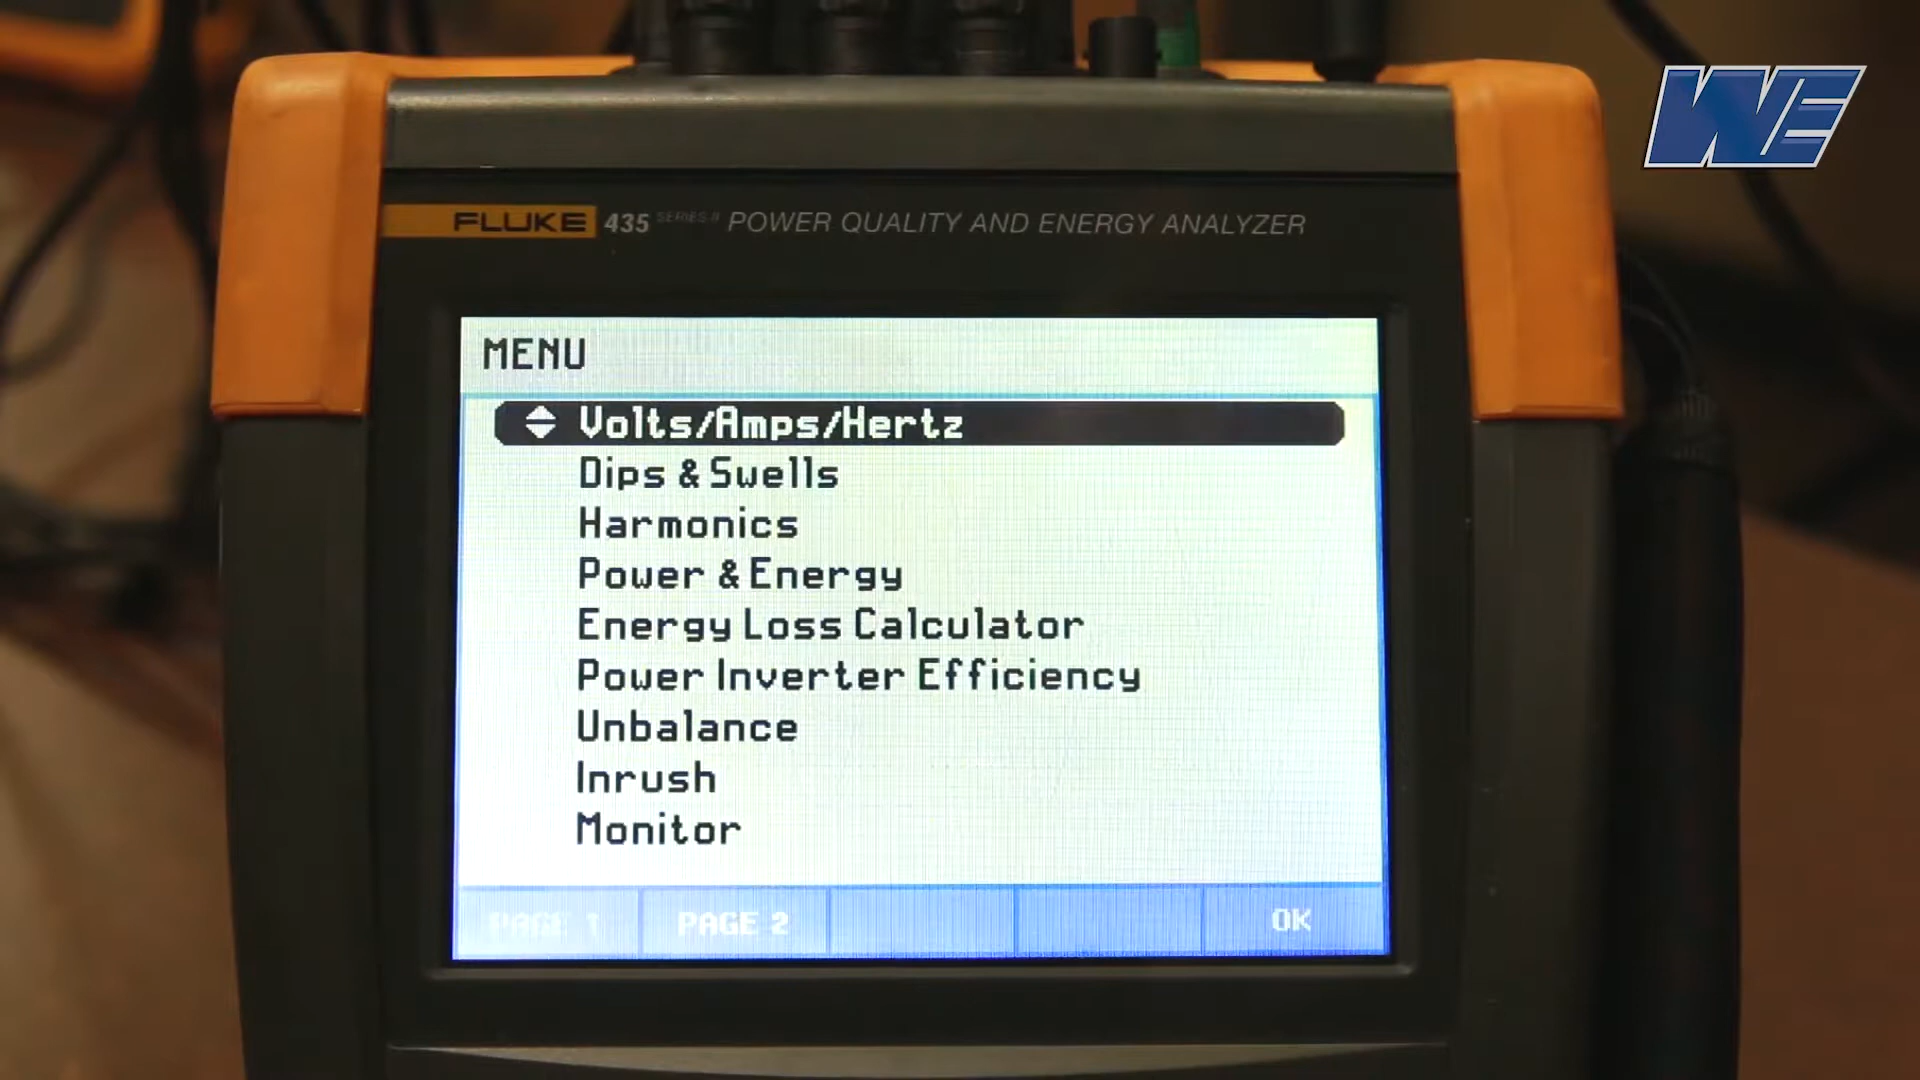 WE
FLUKE 435 SERIES II POWER QUALITY AND ENERGY ANALYZER
MENU
Volts/Amps/Hertz
Dips & Swells
Harmonics
Power & Energy
Energy Loss Calculator
Power Inverter Efficiency
Unbalance
Inrush
Monitor
PAGE 1 PAGE 2 OK